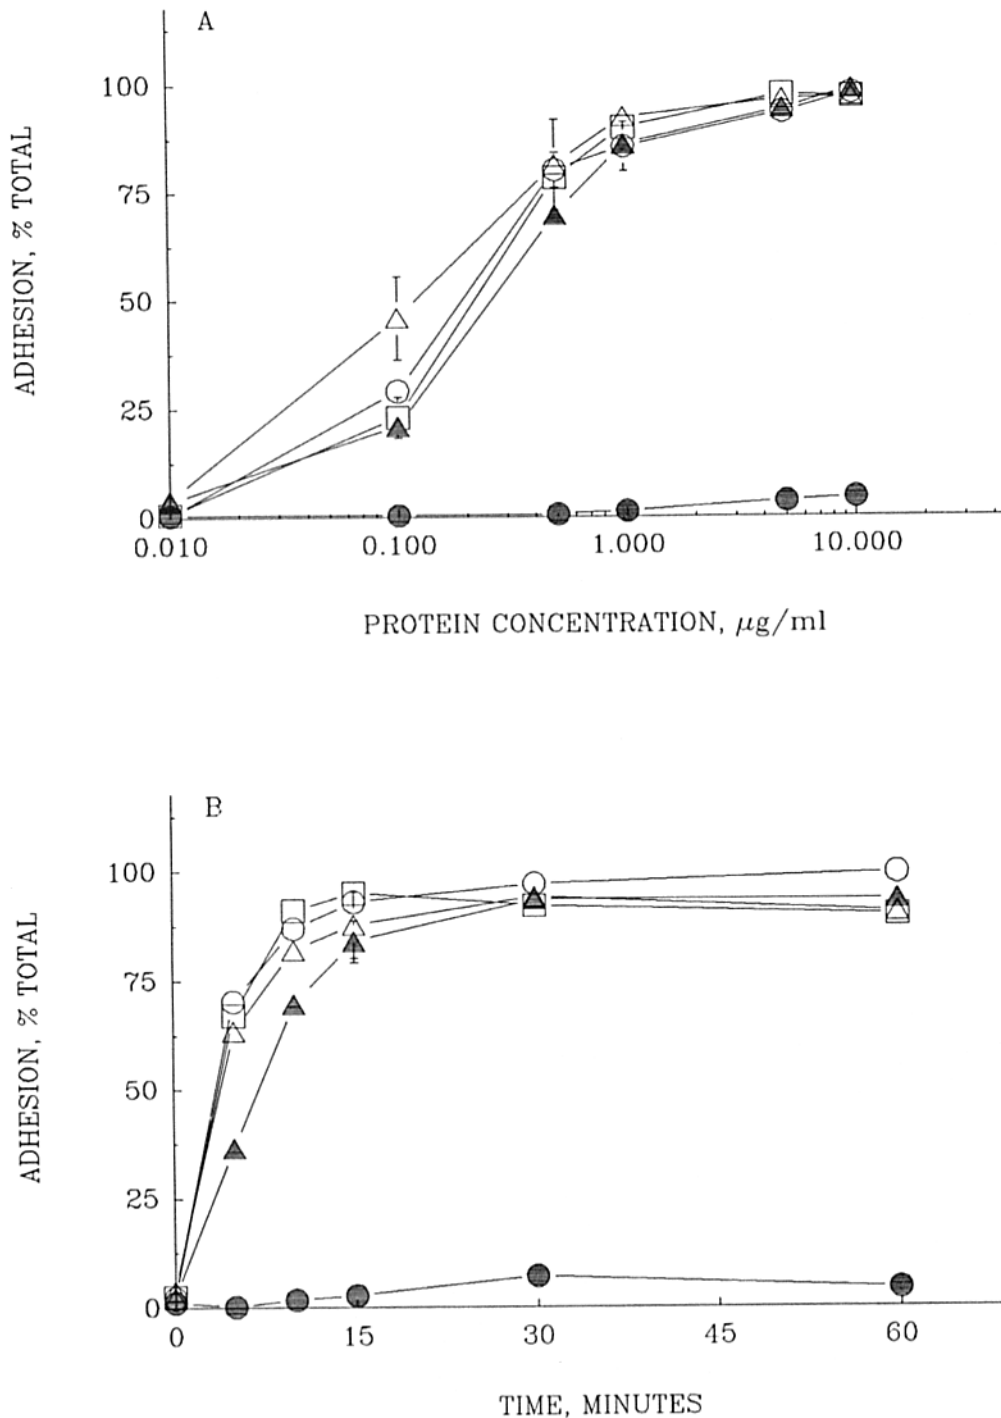 A
100
75
50
25
0
ADHESION, % TOTAL
0.010 0.100 1.000 10.000
PROTEIN CONCENTRATION, μg/ml
B
100
75
50
25
0
ADHESION, % TOTAL
0 15 30 45 60
TIME, MINUTES